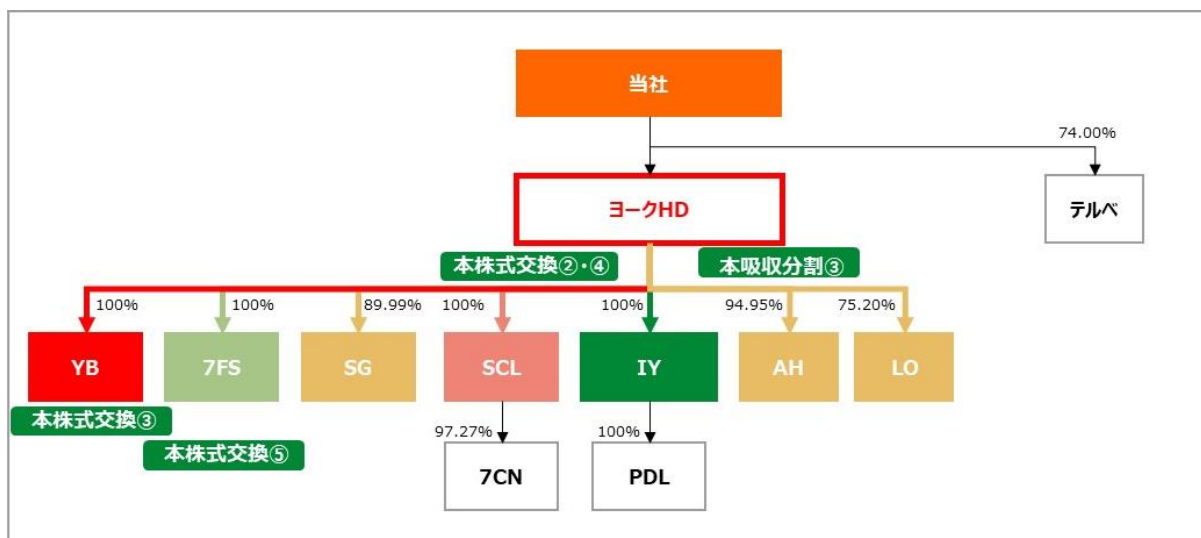 当社
74.00%
ヨークHD
テルベ
本株式交換②・④
本吸収分割③
100%
100%
89.99%
100%
100%
94.95%
75.20%
YB
7FS
SG
SCL
IY
AH
LO
本株式交換③
本株式交換⑤
97.27%
100%
7CN
PDL